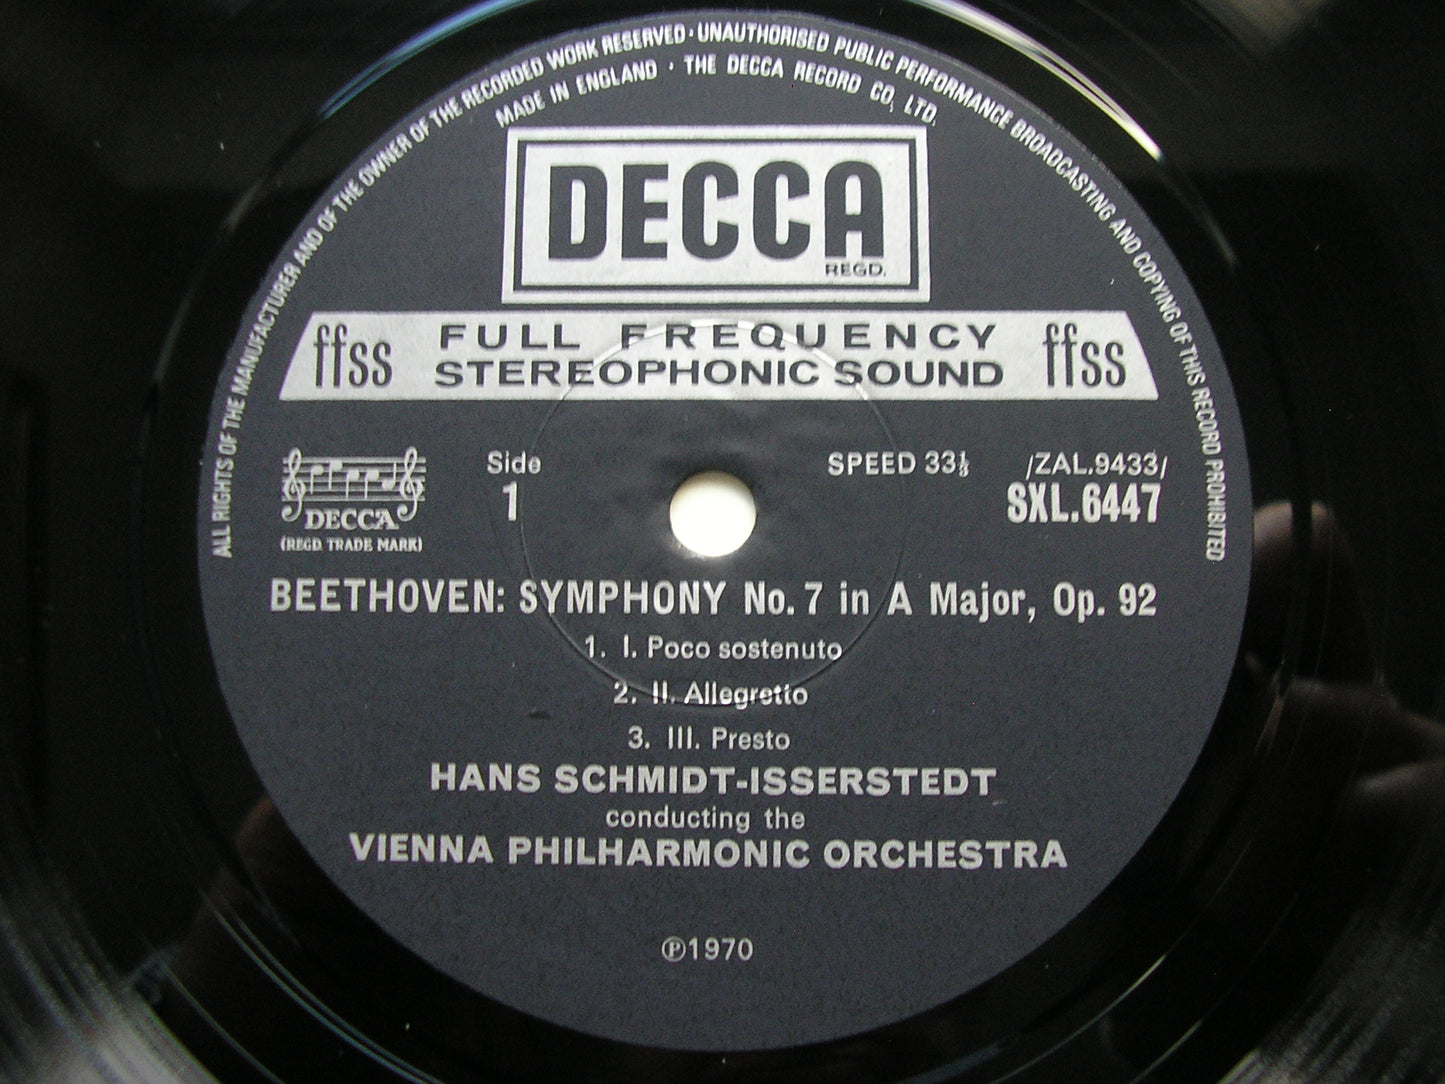 ALL RIGHTS OF THE MANUFACTURER AND OF THE OWNER OF THE RECORDED WORK RESERVED · UNAUTHORISED PUBLIC PERFORMANCE BROADCASTING AND COPYING OF THIS RECORD PROHIBITED
MADE IN ENGLAND · THE DECCA RECORD CO, LTD.
DECCA
REGD.
ffss FULL FREQUENCY ffss
STEREOPHONIC SOUND
Side SPEED 33⅓ /ZAL.9433/
1 SXL.6447
DECCA
(REGD. TRADE MARK)
BEETHOVEN: SYMPHONY No. 7 in A Major, Op. 92
1. I. Poco sostenuto
2. II. Allegretto
3. III. Presto
HANS SCHMIDT-ISSERSTEDT
conducting the
VIENNA PHILHARMONIC ORCHESTRA
℗1970